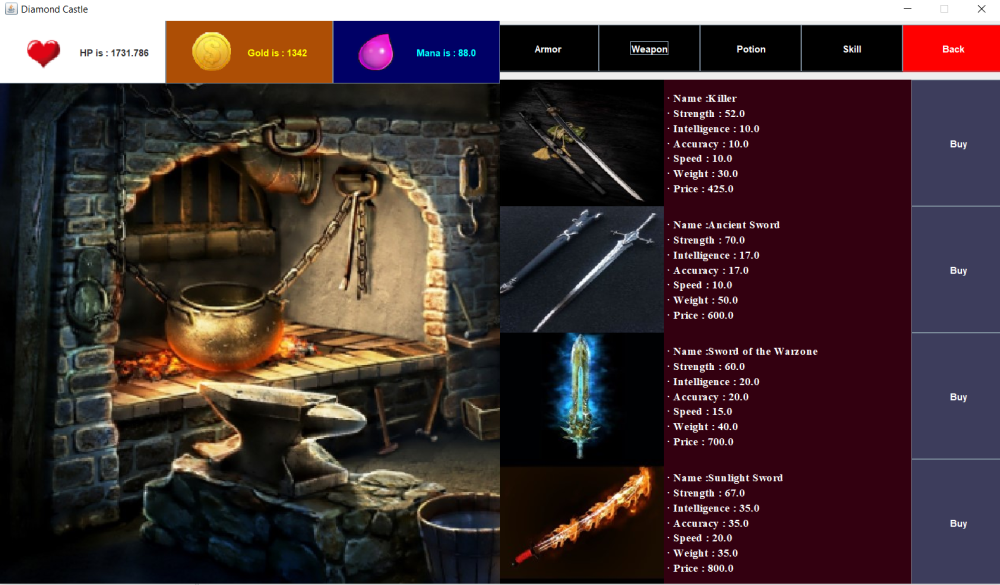 Diamond Castle
HP is : 1731.786
Gold is : 1342
Mana is : 88.0
Armor
Weapon
Potion
Skill
Back
· Name :Killer
· Strength : 52.0
· Intelligence : 10.0
· Accuracy : 10.0
· Speed : 10.0
· Weight : 30.0
· Price : 425.0
Buy
· Name :Ancient Sword
· Strength : 70.0
· Intelligence : 17.0
· Accuracy : 17.0
· Speed : 10.0
· Weight : 50.0
· Price : 600.0
Buy
· Name :Sword of the Warzone
· Strength : 60.0
· Intelligence : 20.0
· Accuracy : 20.0
· Speed : 15.0
· Weight : 40.0
· Price : 700.0
Buy
· Name :Sunlight Sword
· Strength : 67.0
· Intelligence : 35.0
· Accuracy : 35.0
· Speed : 20.0
· Weight : 35.0
· Price : 800.0
Buy